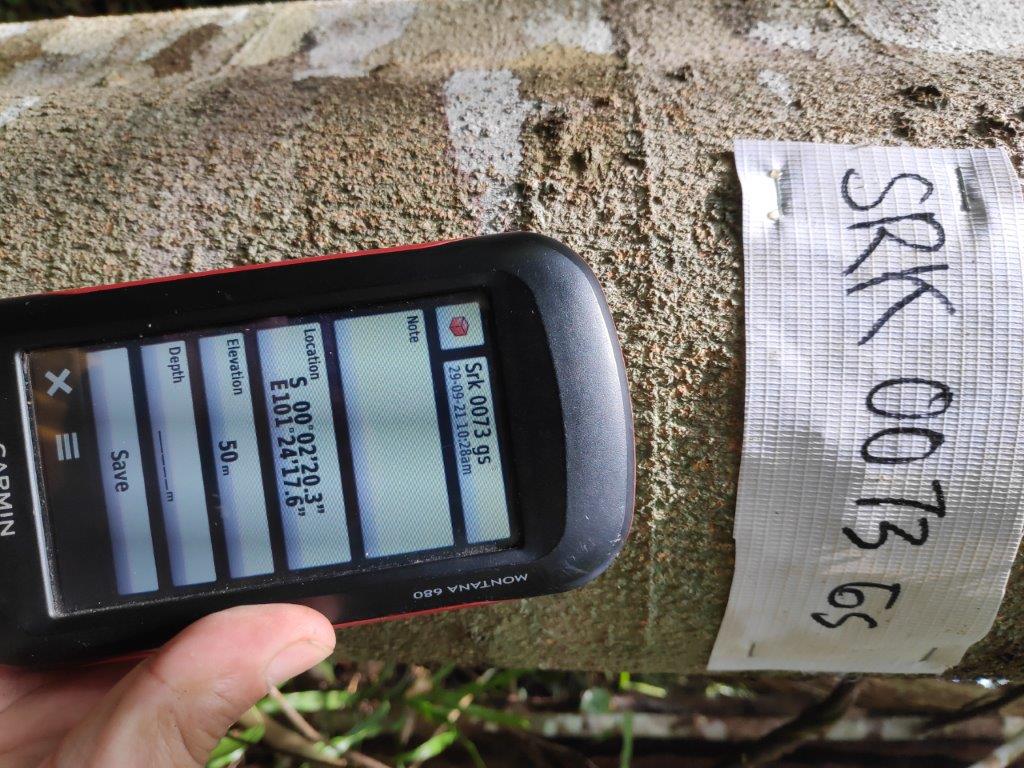 SRK 0073 GS
MONTANA 680
Srk 0073 gs
29-09-21 10:28am
Note
Location
S 00°02'20.3"
E101°24'17.6"
Elevation
50 m
Depth
_____m
Save
GARMIN